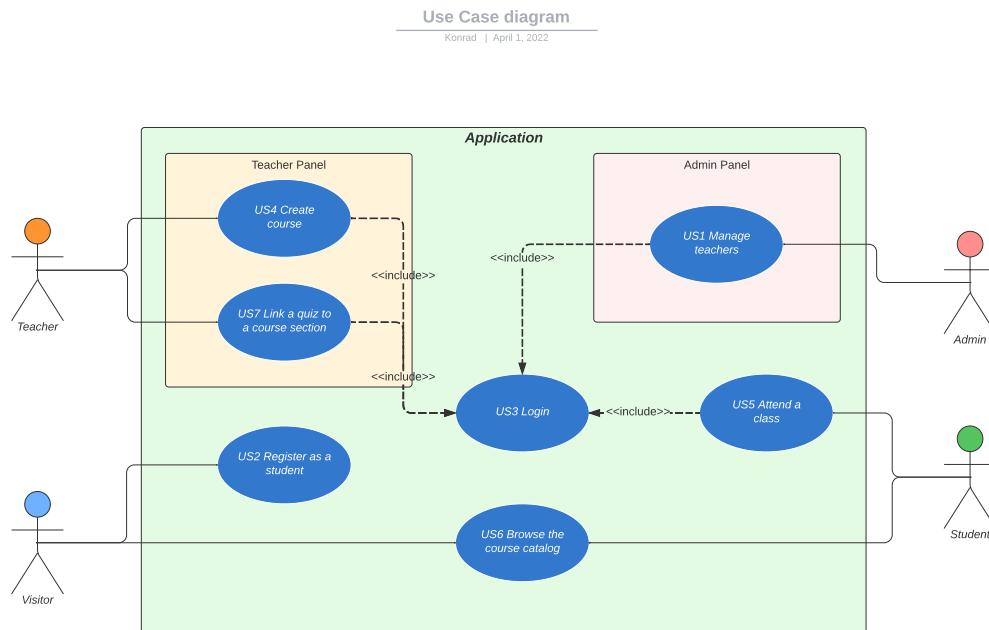 Use Case diagram
Konrad | April 1, 2022
Application
Teacher Panel
Admin Panel
US4 Create
course
US1 Manage
teachers
<<include>>
<<include>>
US7 Link a quiz to
a course section
Teacher
Admin
<<include>>
US3 Login
<<include>>
US5 Attend a
class
US2 Register as a
student
US6 Browse the
course catalog
Student
Visitor